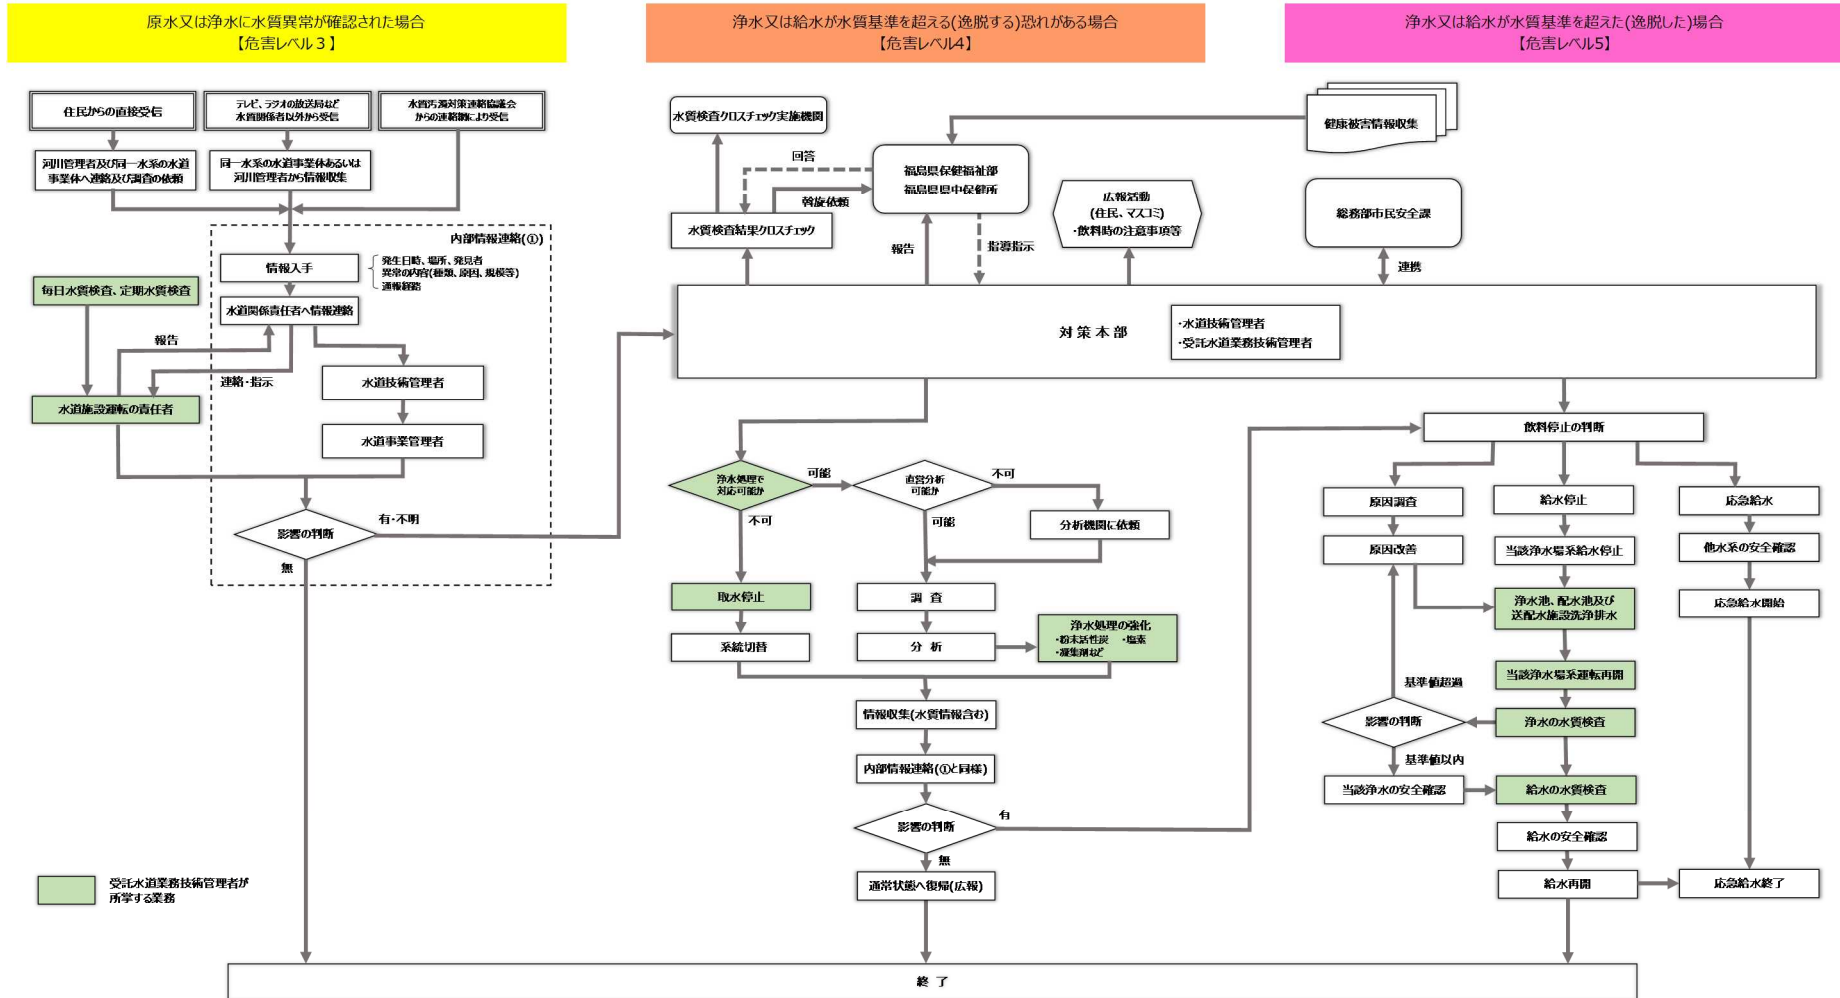 原水又は浄水に水質異常が確認された場合
【危害レベル３】
浄水又は給水が水質基準を超える(逸脱する)恐れがある場合
【危害レベル4】
浄水又は給水が水質基準を超えた(逸脱した)場合
【危害レベル5】
住民からの直接受信
テレビ、ラジオの放送局など
水質関係者以外から受信
水質汚濁対策連絡協議会
からの連絡網により受信
河川管理者及び同一水系の水道
事業体へ連絡及び調査の依頼
同一水系の水道事業体あるいは
河川管理者から情報収集
内部情報連絡(①)
情報入手
発生日時、場所、発見者
異常の内容(種類、原因、規模等)
通報経路
毎日水質検査、定期水質検査
水道関係責任者へ情報連絡
報告
連絡・指示
水道技術管理者
水道施設運転の責任者
水道事業管理者
影響の判断
有・不明
無
受託水道業務技術管理者が
所掌する業務
水質検査クロスチェック実施機関
回答
福島県保健福祉部
福島県県中保健所
斡旋依頼
水質検査結果クロスチェック
報告
指導指示
広報活動
(住民、マスコミ)
・飲料時の注意事項等
健康被害情報収集
総務部市民安全課
連携
対 策 本 部
・水道技術管理者
・受託水道業務技術管理者
浄水処理で
対応可能か
可能
不可
直営分析
可能か
不可
可能
分析機関に依頼
取水停止
系統切替
調 査
分 析
浄水処理の強化
・粉末活性炭 ・塩素
・凝集剤など
情報収集(水質情報含む)
内部情報連絡(①と同様)
影響の判断
有
無
通常状態へ復帰(広報)
飲料停止の判断
原因調査
給水停止
応急給水
原因改善
当該浄水場系給水停止
他水系の安全確認
浄水池、配水池及び
送配水施設洗浄排水
応急給水開始
当該浄水場系運転再開
基準値超過
影響の判断
浄水の水質検査
基準値以内
当該浄水の安全確認
給水の水質検査
給水の安全確認
給水再開
応急給水終了
終 了